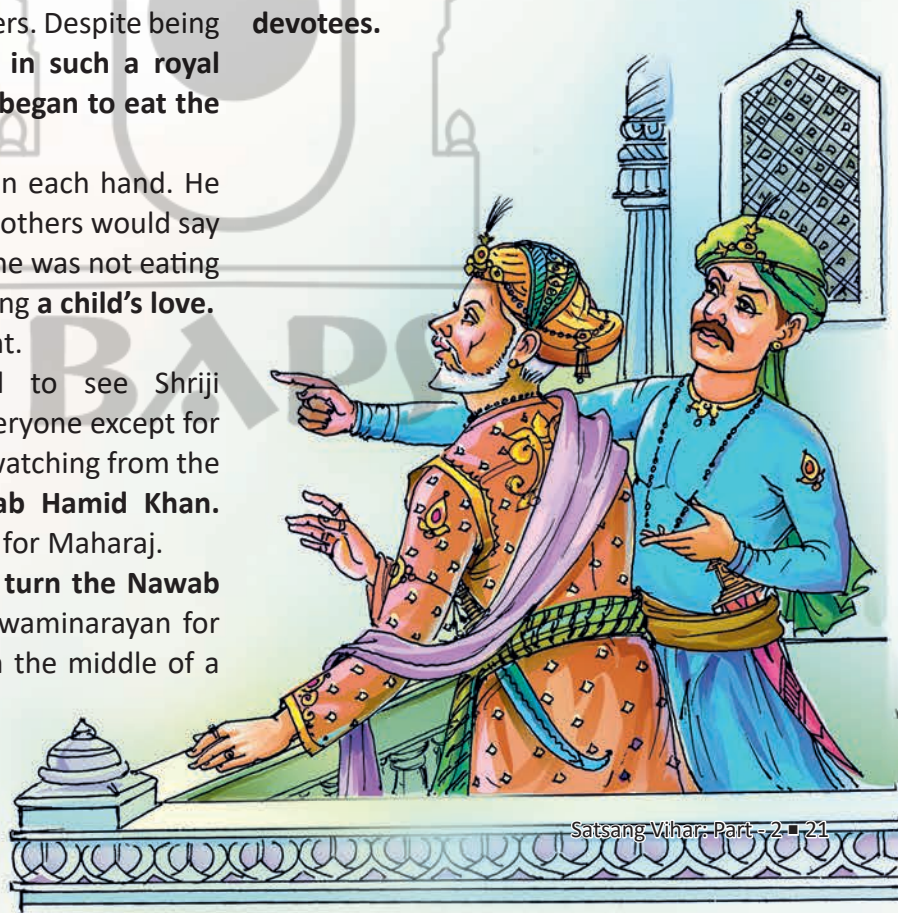 ers. Despite being
in such a royal
began to eat the
n each hand. He
others would say
he was not eating
ng a child's love.
nt.
l to see Shriji
eryone except for
watching from the
ab Hamid Khan.
for Maharaj.
turn the Nawab
waminarayan for
n the middle of a
devotees.
BAPS
Satsang Vihar: Part - 2 ■ 21